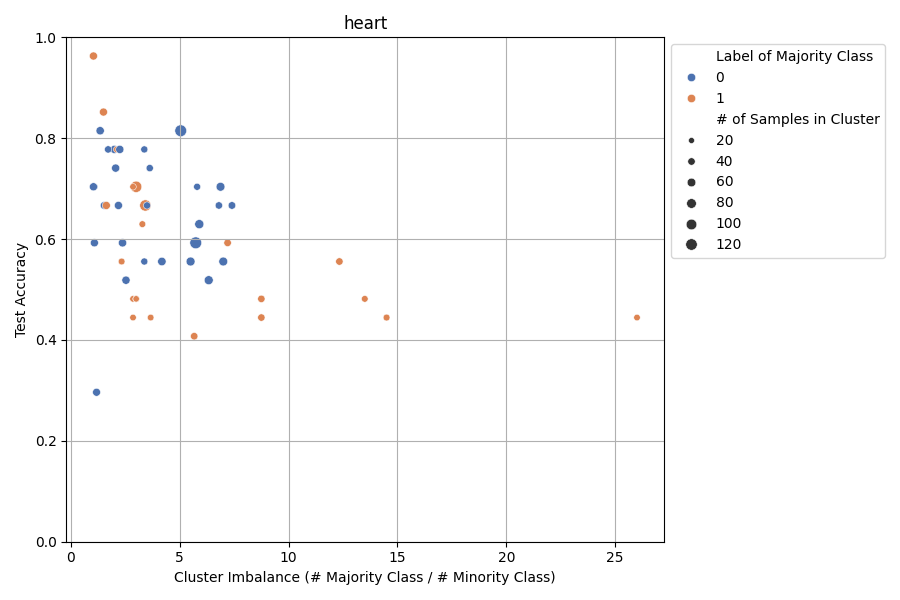 heart
1.0
0.8
0.6
0.4
0.2
0.0
Test Accuracy
0 5 10 15 20 25
Cluster Imbalance (# Majority Class / # Minority Class)
Label of Majority Class
0
1
# of Samples in Cluster
20
40
60
80
100
120